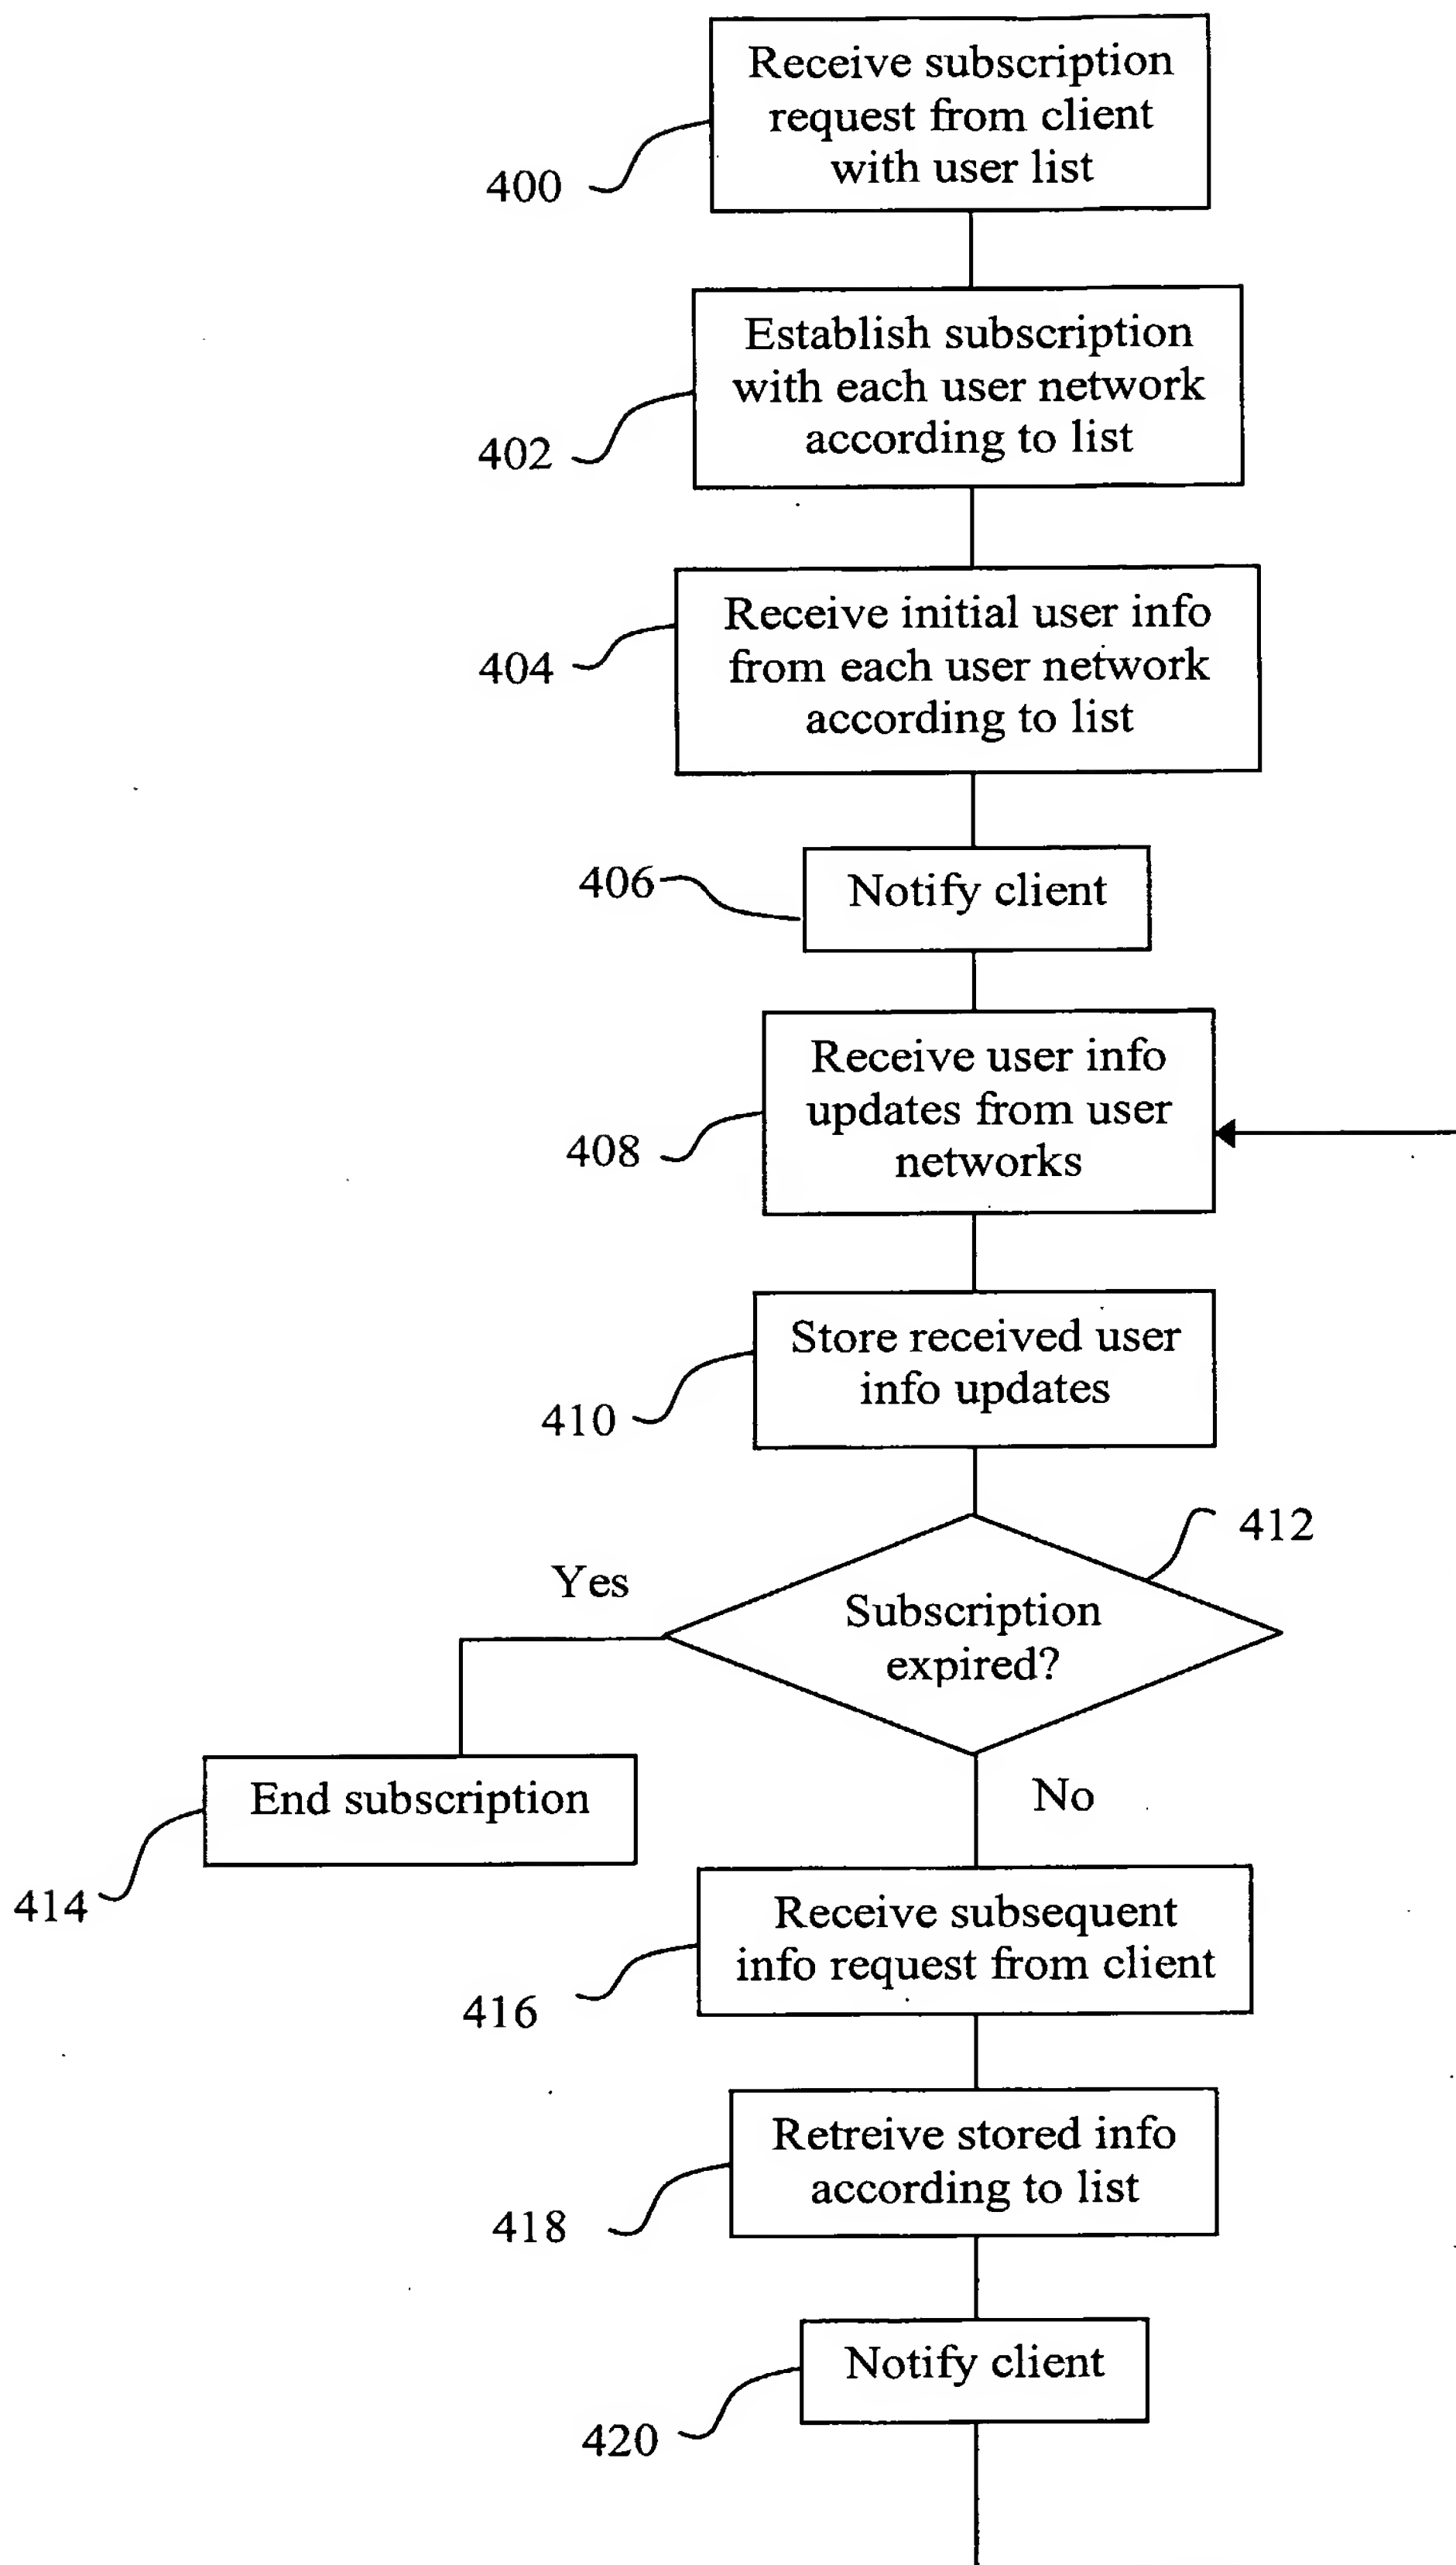 Receive subscription
request from client
with user list
400
Establish subscription
with each user network
according to list
402
Receive initial user info
from each user network
according to list
404
406
Notify client
Receive user info
updates from user
networks
408
Store received user
info updates
410
412
Yes
Subscription
expired?
End subscription
No
414
Receive subsequent
info request from client
416
Retreive stored info
according to list
418
Notify client
420